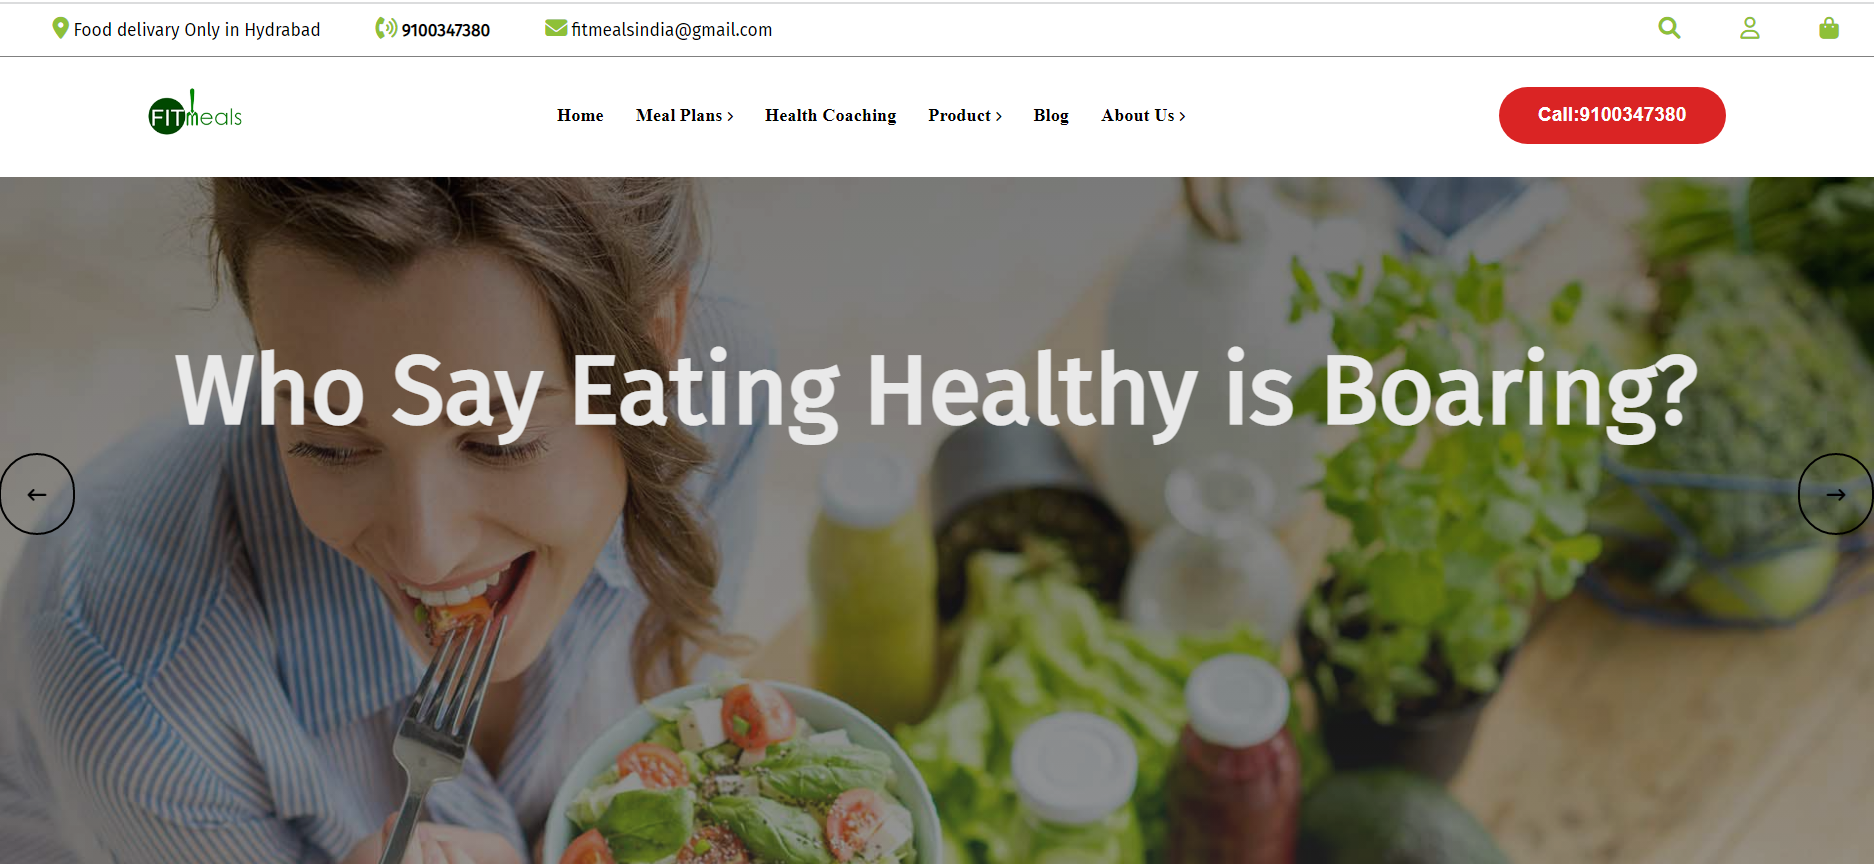 Food delivary Only in Hydrabad
9100347380
fitmealsindia@gmail.com
FITmeals
Home
Meal Plans
Health Coaching
Product
Blog
About Us
Call:9100347380
Who Say Eating Healthy is Boaring?